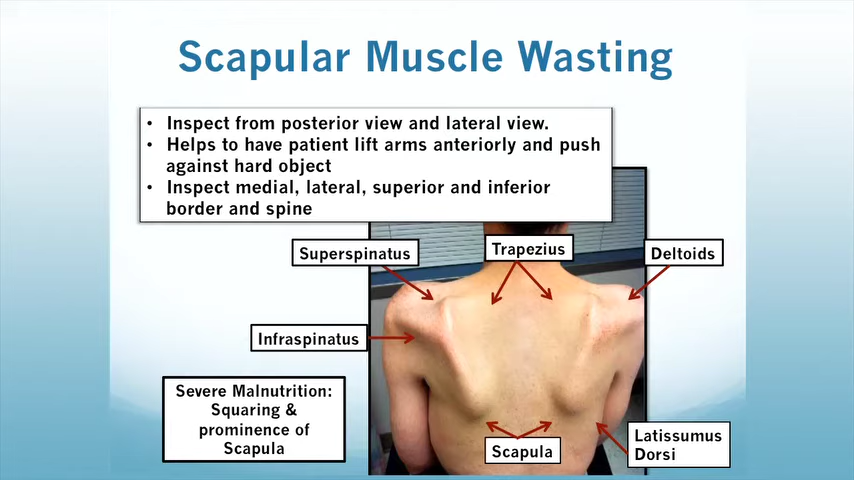 Scapular Muscle Wasting
• Inspect from posterior view and lateral view.
• Helps to have patient lift arms anteriorly and push
against hard object
• Inspect medial, lateral, superior and inferior
border and spine
Superspinatus
Trapezius
Deltoids
Infraspinatus
Severe Malnutrition:
Squaring &
prominence of
Scapula
Scapula
Latissumus
Dorsi